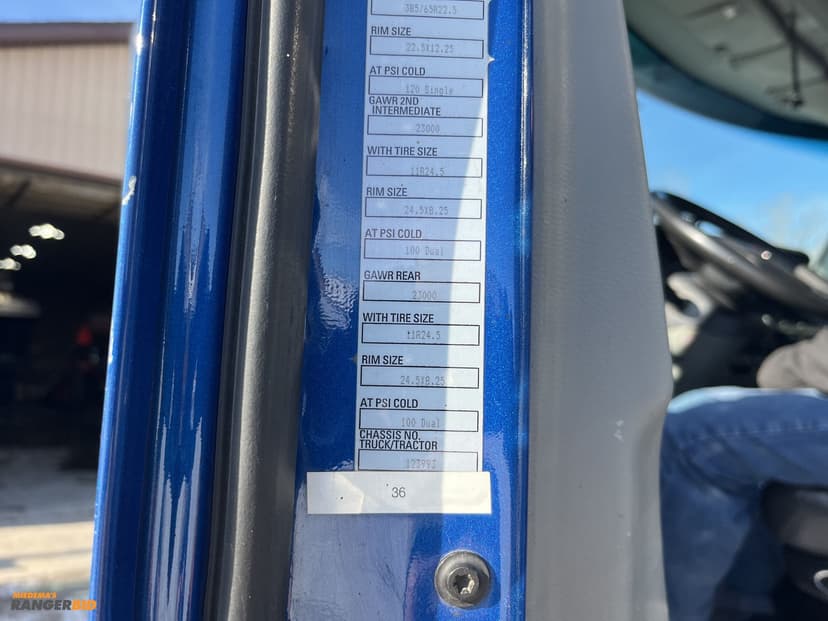 385/65R22.5
RIM SIZE
22.5X12.25
AT PSI COLD
120 Single
GAWR 2ND
INTERMEDIATE
23000
WITH TIRE SIZE
11R24.5
RIM SIZE
24.5X8.25
AT PSI COLD
100 Dual
GAWR REAR
23000
WITH TIRE SIZE
11R24.5
RIM SIZE
24.5X8.25
AT PSI COLD
100 Dual
CHASSIS NO.
TRUCK/TRACTOR
36
MIEDEMA'S
RANGERBID